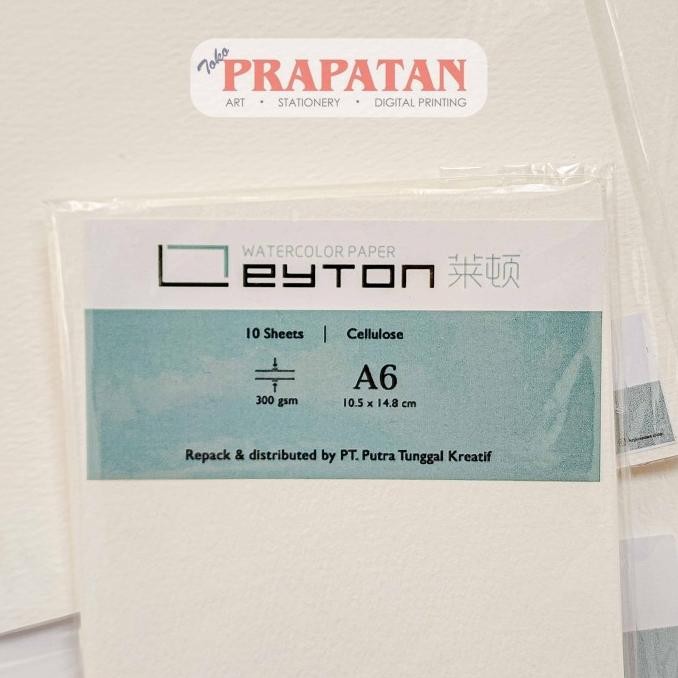 Toko
PRAPATAN
ART • STATIONERY • DIGITAL PRINTING
WATERCOLOR PAPER
Leyton 莱顿
10 Sheets | Cellulose
300 gsm
A6
10.5 x 14.8 cm
Repack & distributed by PT. Putra Tunggal Kreatif